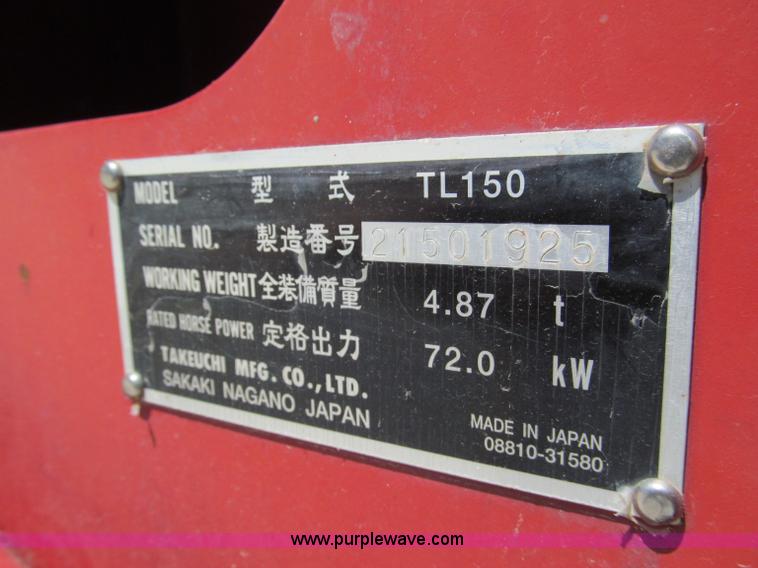 MODEL 型式 TL150
SERIAL NO. 製造番号 21501925
WORKING WEIGHT 全装備質量 4.87 t
RATED HORSE POWER 定格出力 72.0 kW
TAKEUCHI MFG. CO., LTD.
SAKAKI NAGANO JAPAN
MADE IN JAPAN
08810-31580
www.purplewave.com